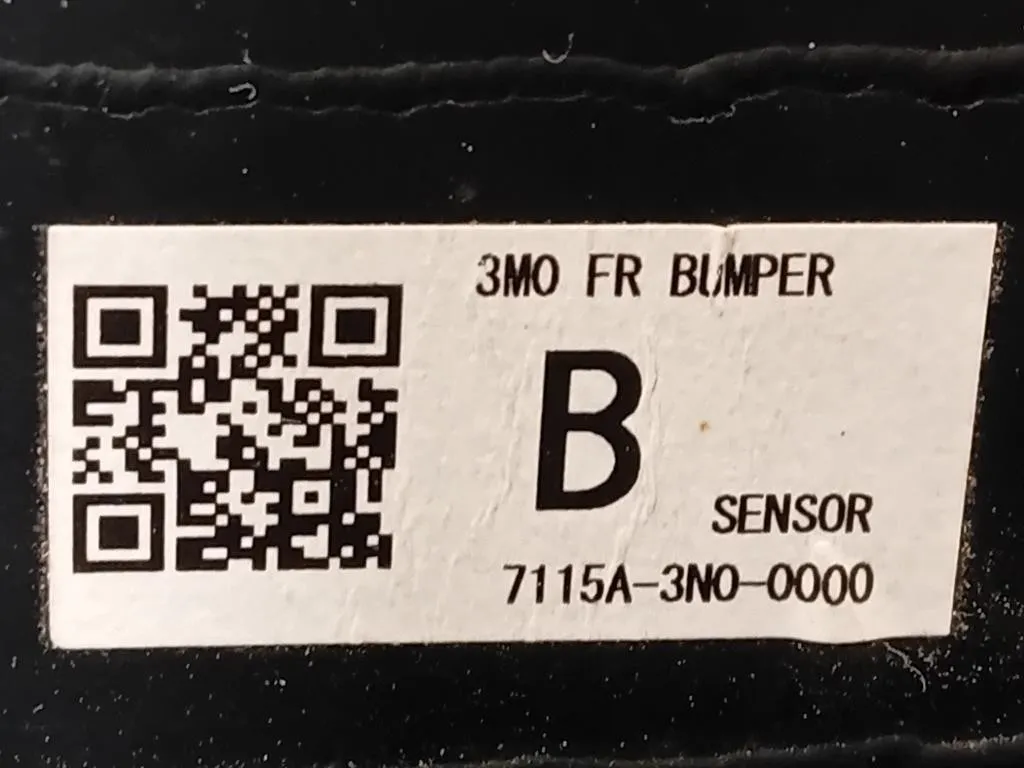 3M0 FR BUMPER
B
SENSOR
7115A-3N0-0000